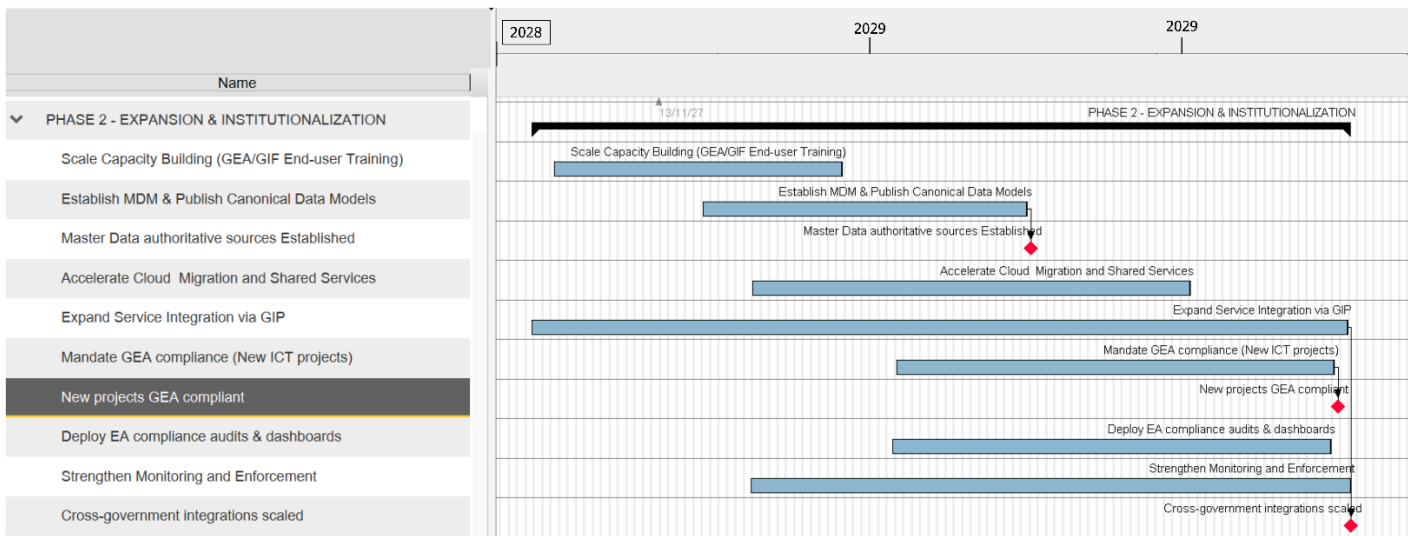 2028
2029
2029
Name
13/11/27
PHASE 2 - EXPANSION & INSTITUTIONALIZATION
PHASE 2 - EXPANSION & INSTITUTIONALIZATION
Scale Capacity Building (GEA/GIF End-user Training)
Scale Capacity Building (GEA/GIF End-user Training)
Establish MDM & Publish Canonical Data Models
Establish MDM & Publish Canonical Data Models
Master Data authoritative sources Established
Master Data authoritative sources Established
Accelerate Cloud  Migration and Shared Services
Accelerate Cloud  Migration and Shared Services
Expand Service Integration via GIP
Expand Service Integration via GIP
Mandate GEA compliance (New ICT projects)
Mandate GEA compliance (New ICT projects)
New projects GEA compliant
New projects GEA compliant
Deploy EA compliance audits & dashboards
Deploy EA compliance audits & dashboards
Strengthen Monitoring and Enforcement
Strengthen Monitoring and Enforcement
Cross-government integrations scaled
Cross-government integrations scaled